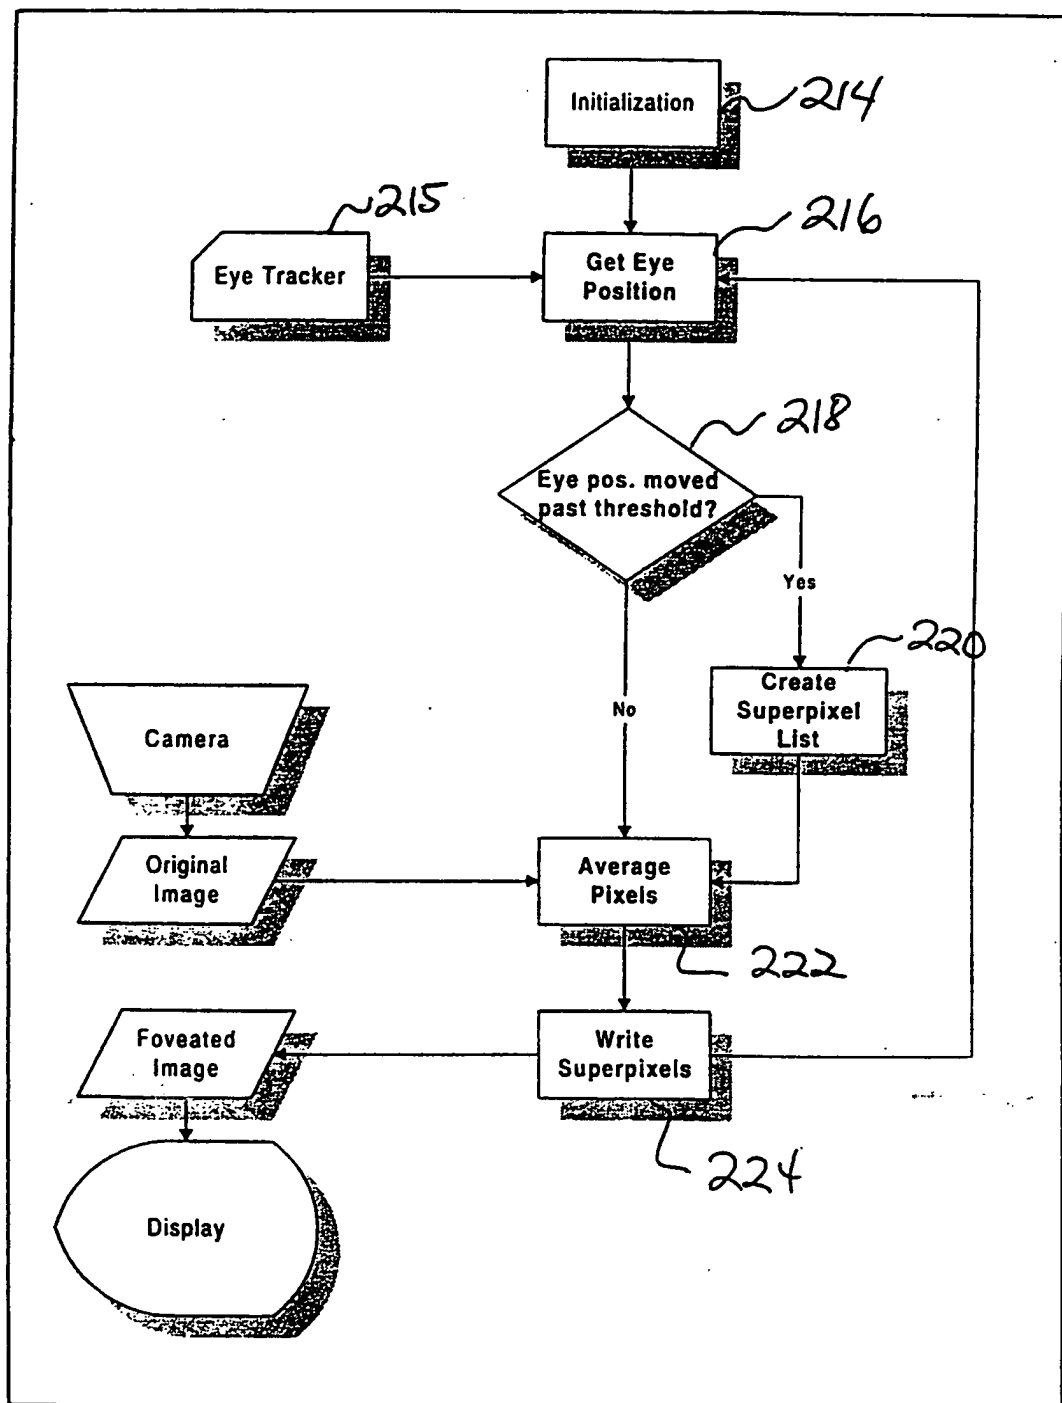 Initialization
214
215
216
Eye Tracker
Get Eye
Position
218
Eye pos. moved
past threshold?
Yes
220
Create
Superpixel
List
No
Camera
Original
Image
Average
Pixels
222
Foveated
Image
Write
Superpixels
224
Display